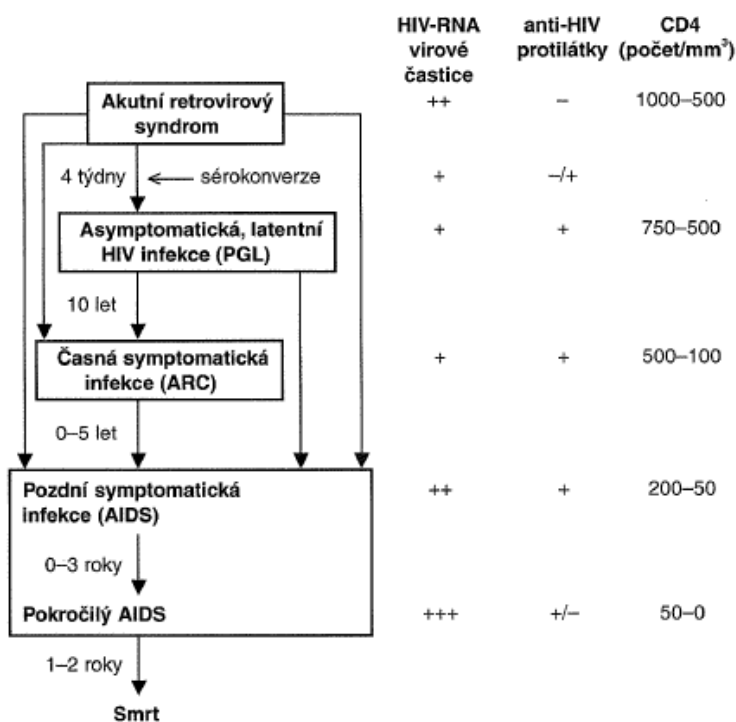 HIV-RNA anti-HIV CD4
virové protilátky (počet/mm³)
častice
Akutní retrovirový ++ – 1000–500
syndrom
4 týdny sérokonverze + –/+
Asymptomatická, latentní + + 750–500
HIV infekce (PGL)
10 let
Časná symptomatická + + 500–100
infekce (ARC)
0–5 let
Pozdní symptomatická ++ + 200–50
infekce (AIDS)
0–3 roky
Pokročilý AIDS +++ +/– 50–0
1–2 roky
Smrt